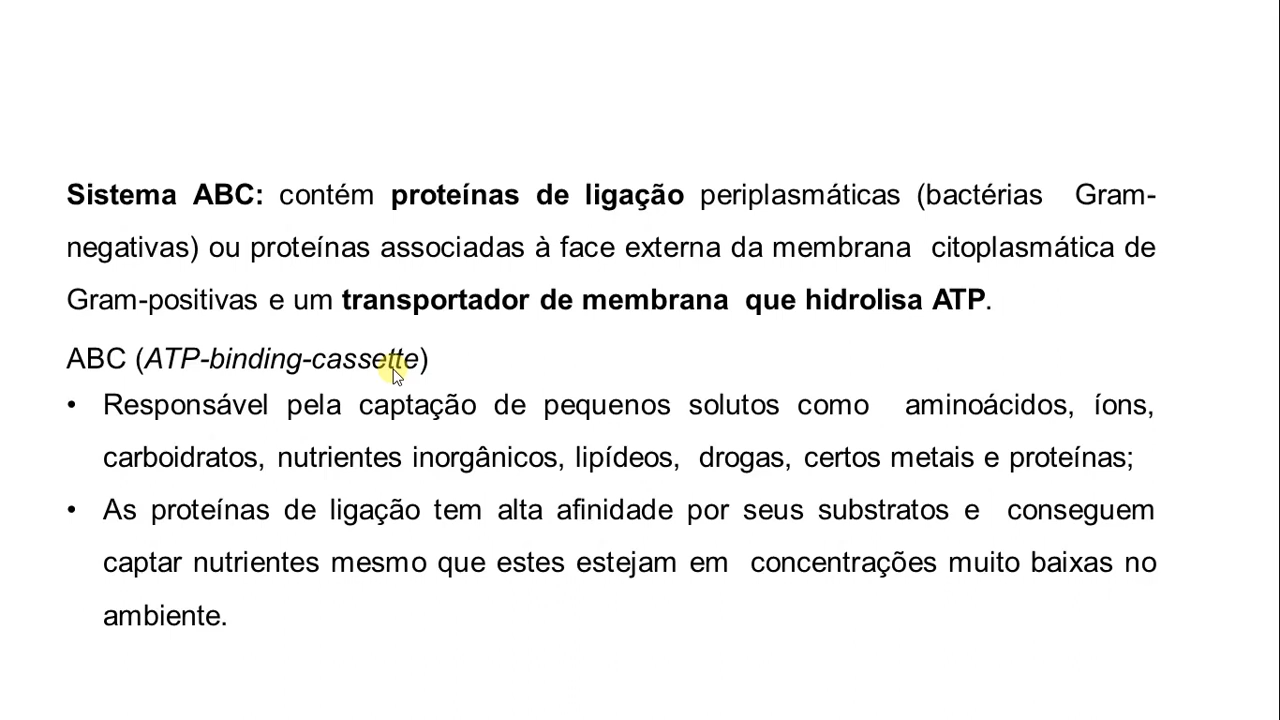 Sistema ABC: contém proteínas de ligação periplasmáticas (bactérias Gram-
negativas) ou proteínas associadas à face externa da membrana citoplasmática de
Gram-positivas e um transportador de membrana que hidrolisa ATP.
ABC (ATP-binding-cassette)
• Responsável pela captação de pequenos solutos como aminoácidos, íons,
carboidratos, nutrientes inorgânicos, lipídeos, drogas, certos metais e proteínas;
• As proteínas de ligação tem alta afinidade por seus substratos e conseguem
captar nutrientes mesmo que estes estejam em concentrações muito baixas no
ambiente.